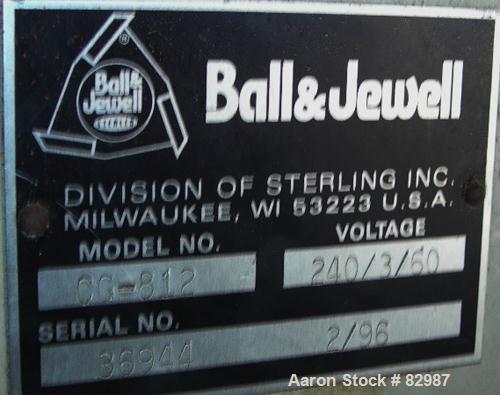 ®
Ball&
Jewell
Ball&Jewell
DIVISION OF STERLING INC.
MILWAUKEE, WI 53223 U.S.A.
MODEL NO. VOLTAGE
CG-812 240/3/60
SERIAL NO.
36944 2/96
Aaron Stock # 82987